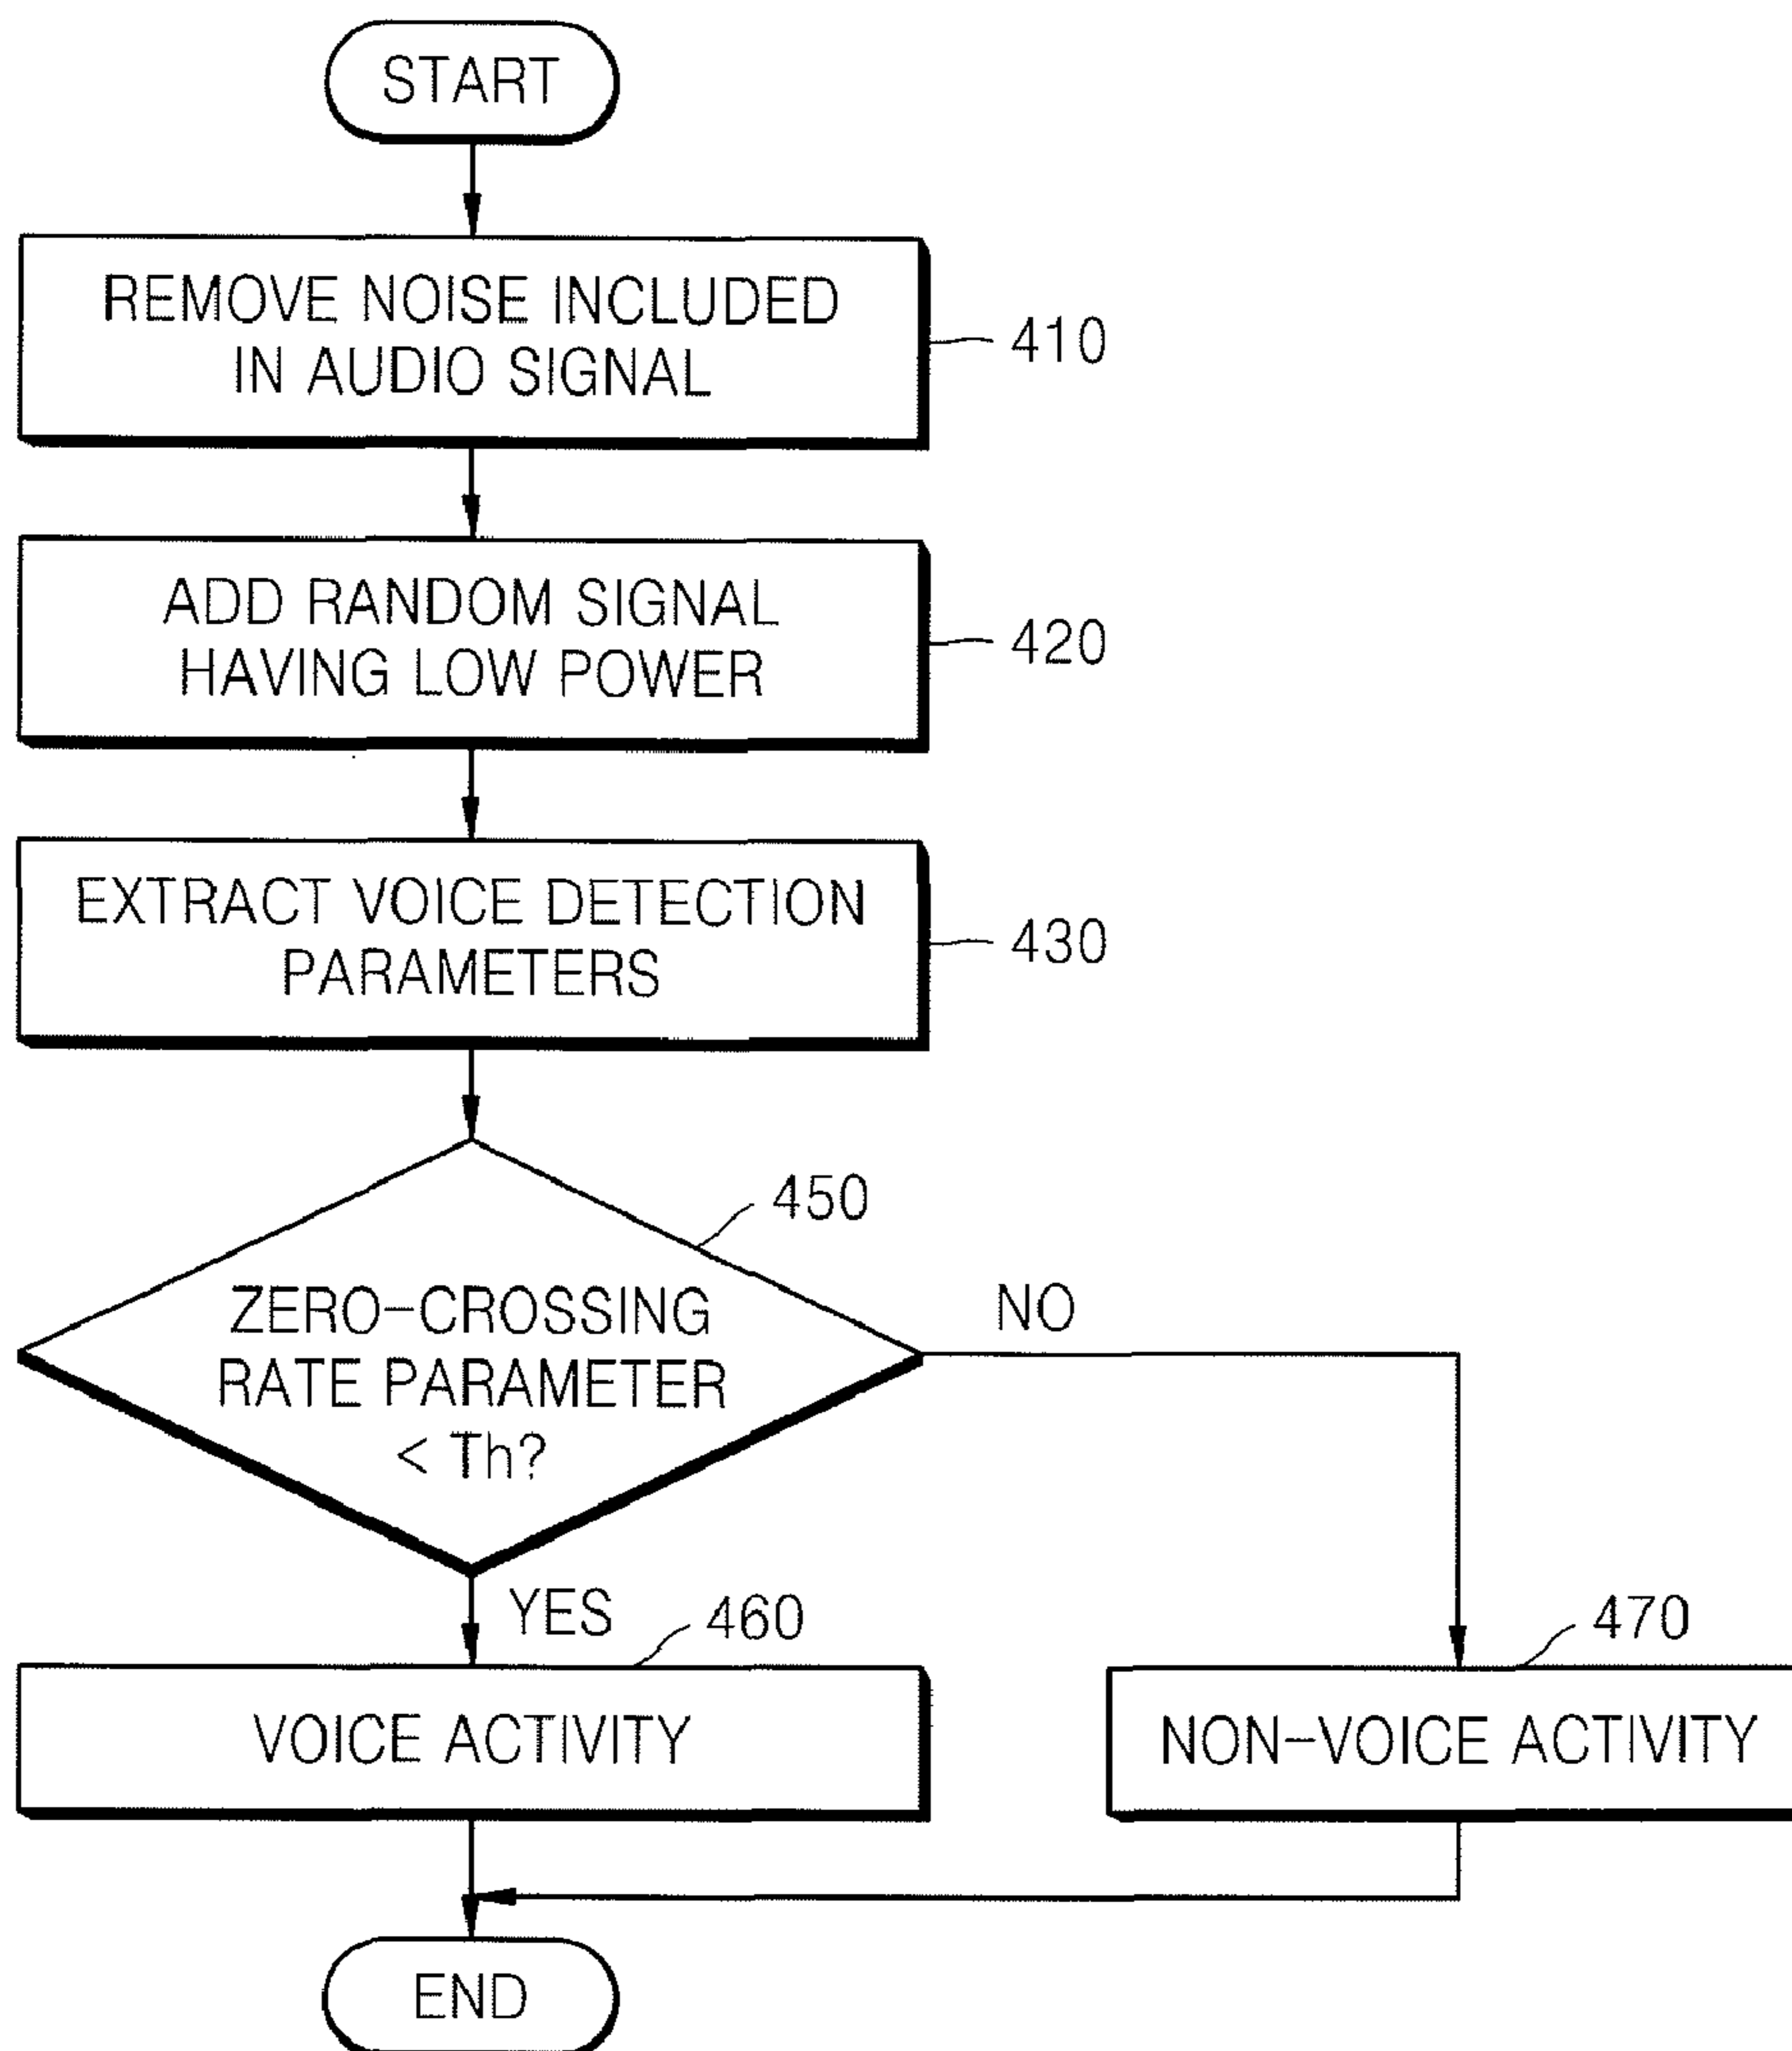 START
REMOVE NOISE INCLUDED
IN AUDIO SIGNAL
410
ADD RANDOM SIGNAL
HAVING LOW POWER
420
EXTRACT VOICE DETECTION
PARAMETERS
430
450
ZERO-CROSSING
RATE PARAMETER
< Th?
NO
YES
460
VOICE ACTIVITY
470
NON-VOICE ACTIVITY
END